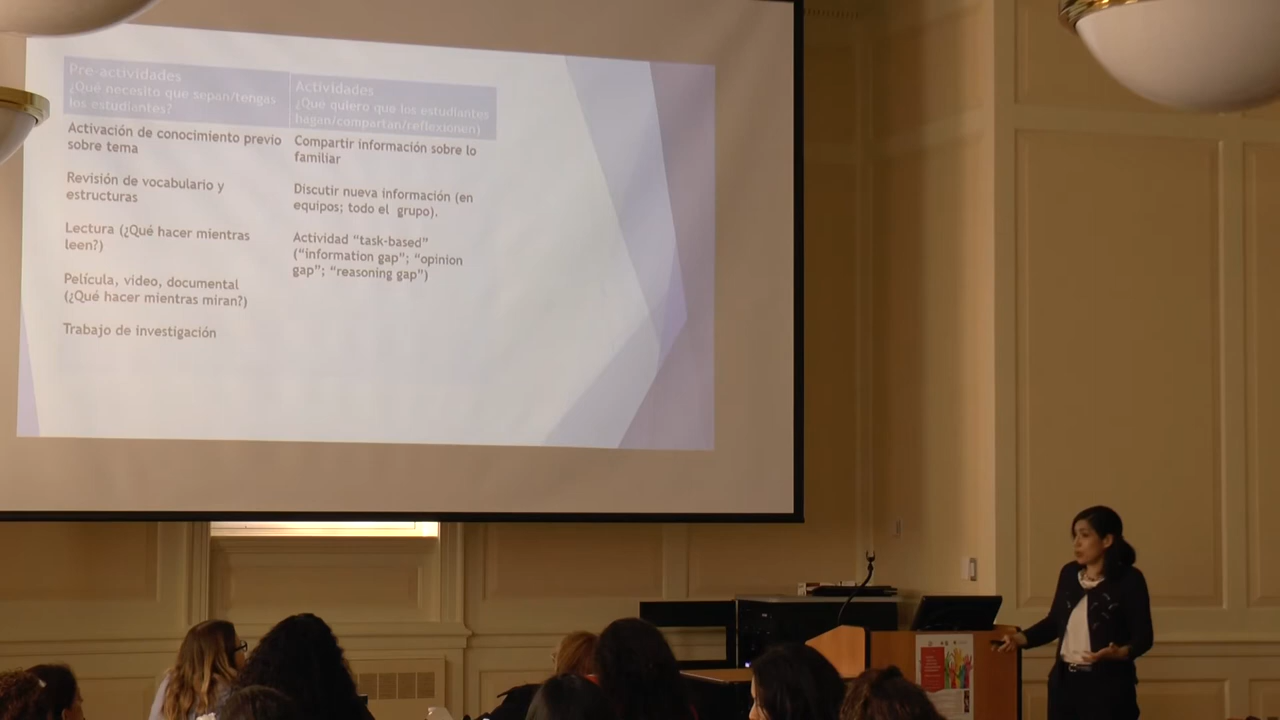 Pre-actividades
¿Qué necesito que sepan/tengas
los estudiantes?
Activación de conocimiento previo
sobre tema
Revisión de vocabulario y
estructuras
Lectura (¿Qué hacer mientras
leen?)
Película, video, documental
(¿Qué hacer mientras miran?)
Trabajo de investigación
Actividades
¿Que quiero que los estudiantes
hagan/compartan/reflexionen)
Compartir información sobre lo
familiar
Discutir nueva información (en
equipos; todo el grupo).
Actividad “task-based”
(“information gap”; “opinion
gap”; “reasoning gap”)